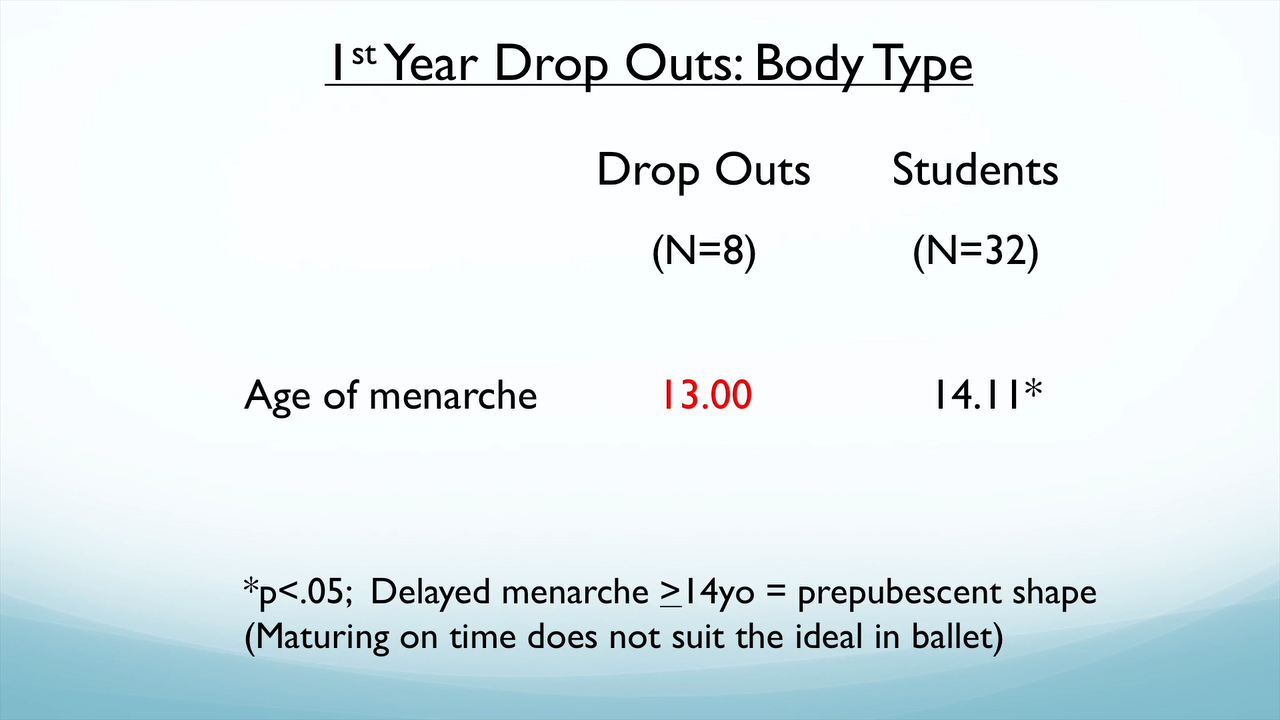 1st Year Drop Outs: Body Type
Drop Outs Students
(N=8) (N=32)
Age of menarche 13.00 14.11*
*p<.05; Delayed menarche ≥14yo = prepubescent shape
(Maturing on time does not suit the ideal in ballet)